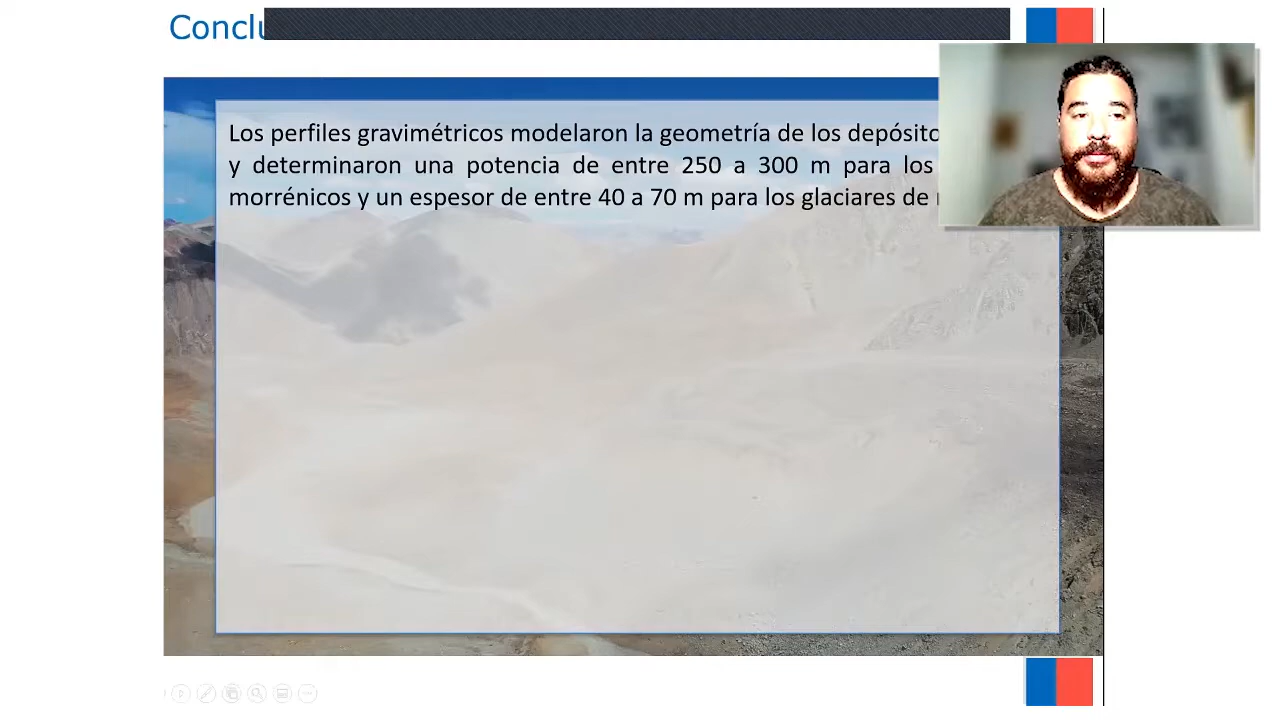 Conclu
Los perfiles gravimétricos modelaron la geometría de los depósito
y determinaron una potencia de entre 250 a 300 m para los
morrénicos y un espesor de entre 40 a 70 m para los glaciares de